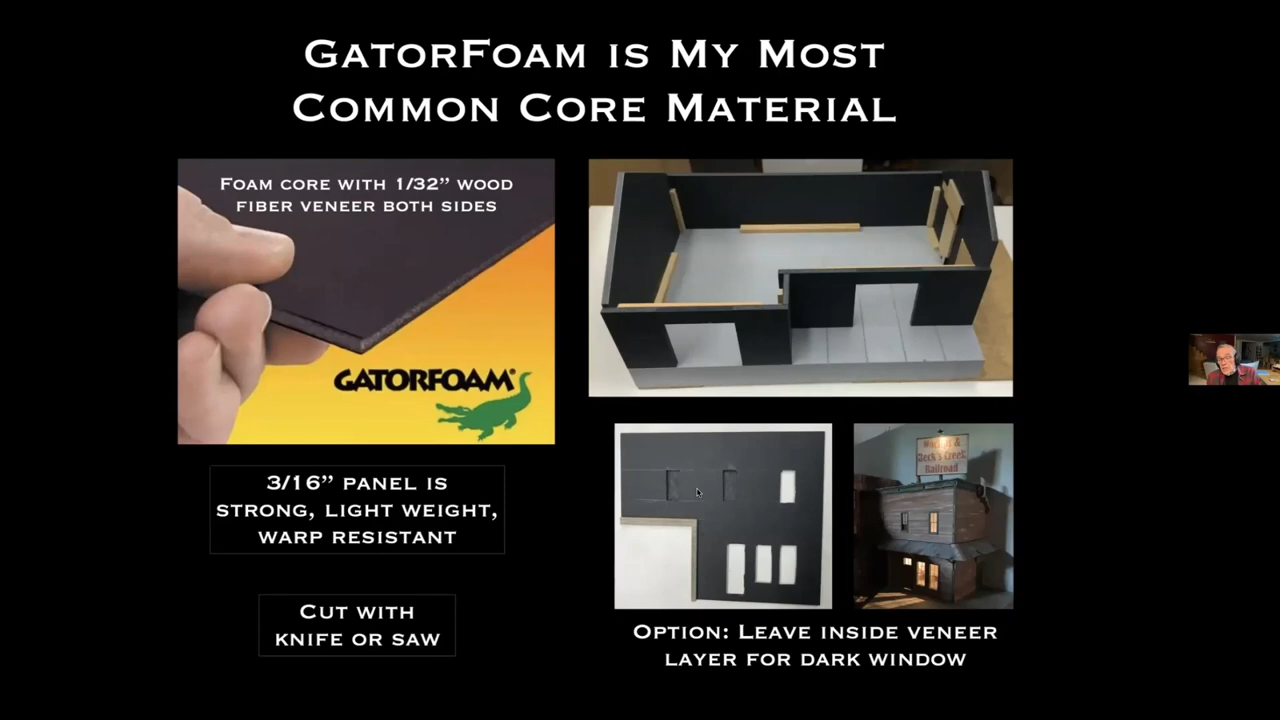 GatorFoam is My Most
Common Core Material
Foam core with 1/32” wood
fiber veneer both sides
GATORFOAM®
3/16” panel is
strong, light weight,
warp resistant
Cut with
knife or saw
Creek
Railroad
Option: Leave inside veneer
layer for dark window